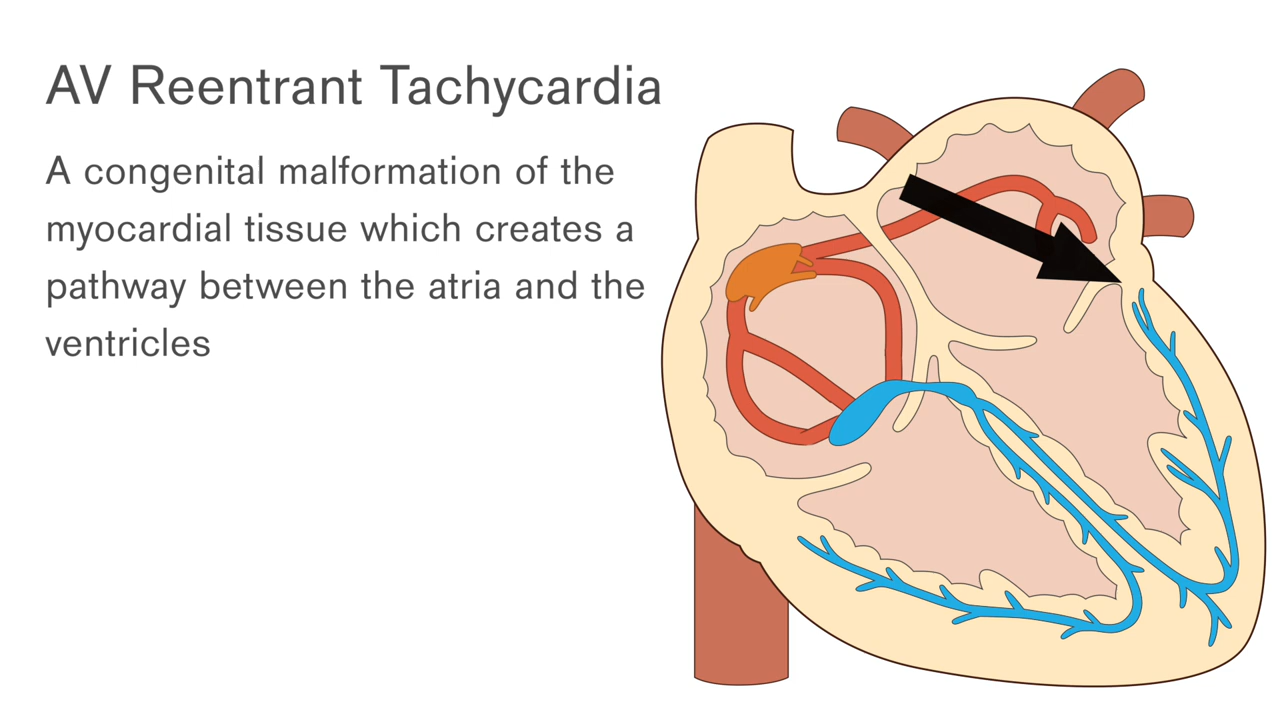 AV Reentrant Tachycardia
A congenital malformation of the
myocardial tissue which creates a
pathway between the atria and the
ventricles